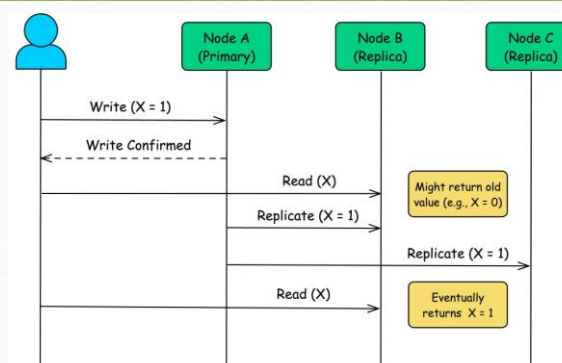 Node A
(Primary)
Node B
(Replica)
Node C
(Replica)
Write (X = 1)
Write Confirmed
Read (X)
Might return old
value (e.g., X = 0)
Replicate (X = 1)
Replicate (X = 1)
Read (X)
Eventually
returns X = 1